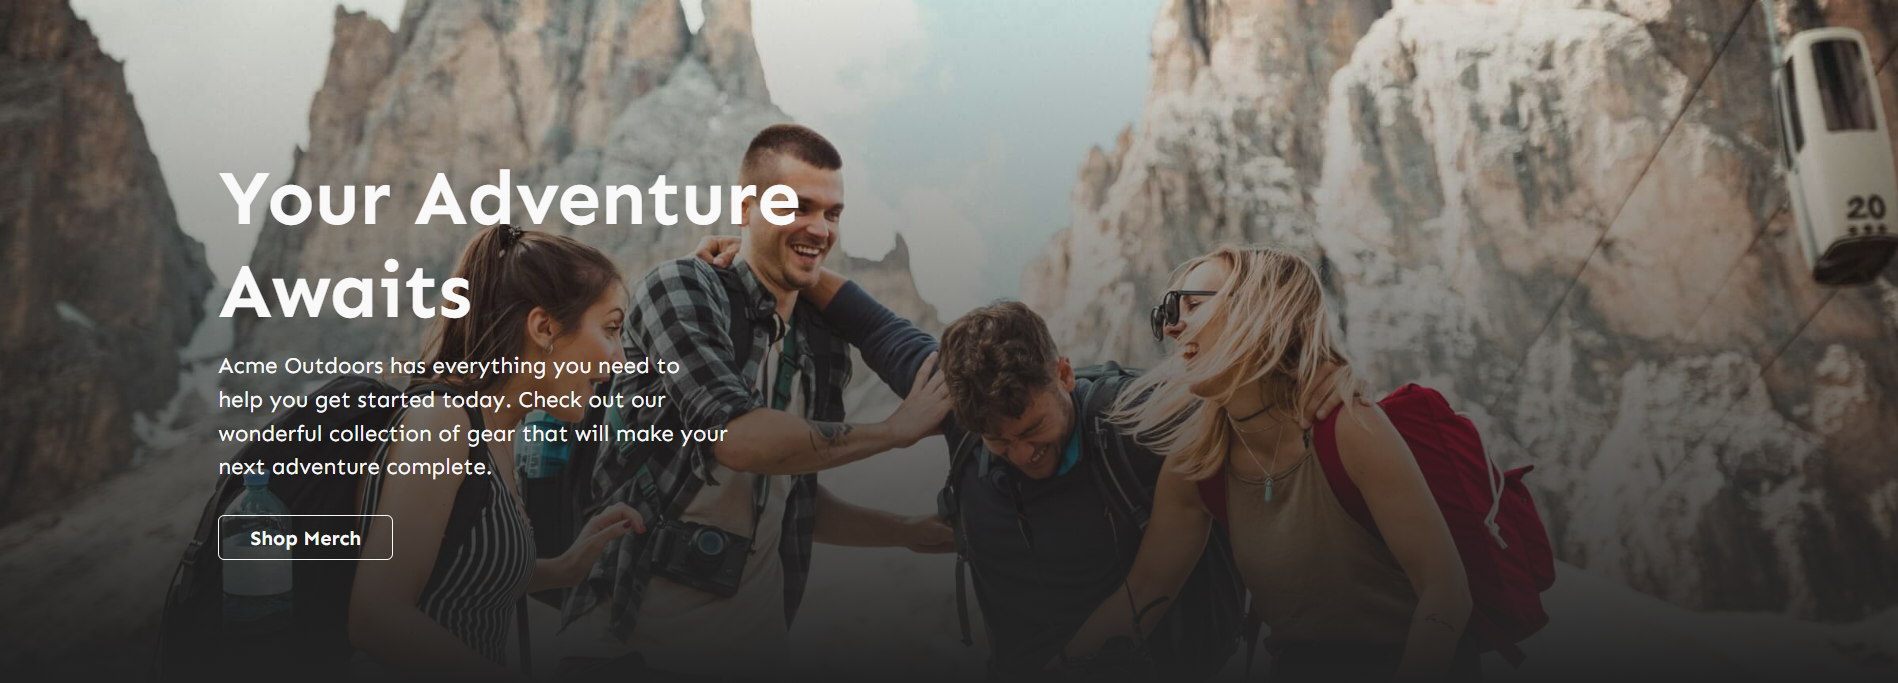 Your Adventure
Awaits
Acme Outdoors has everything you need to
help you get started today. Check out our
wonderful collection of gear that will make your
next adventure complete.
Shop Merch
20